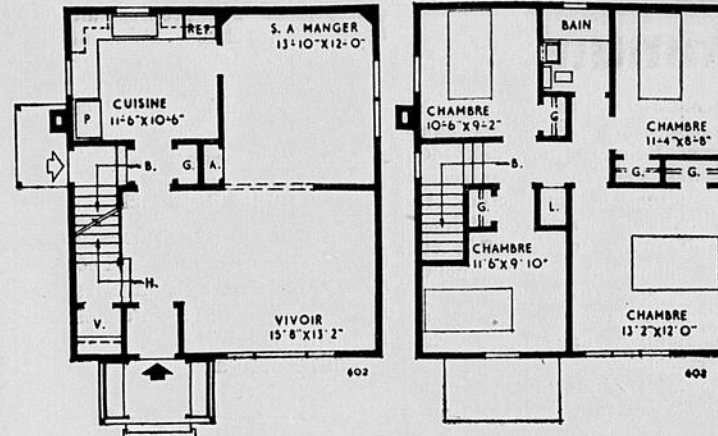 REF.
S. A MANGER
13-10"X12-0"
CUISINE
11-6"X10-6"
P
B.
G.
A.
H.
V.
VIVOIR
15'8"X13'2"
602
BAIN
CHAMBRE
10-6"X9-2"
G
CHAMBRE
11-4"X8-8"
B.
G.
G.
G.
L.
CHAMBRE
11'6"X9'10"
CHAMBRE
13'2"X12'0"
602